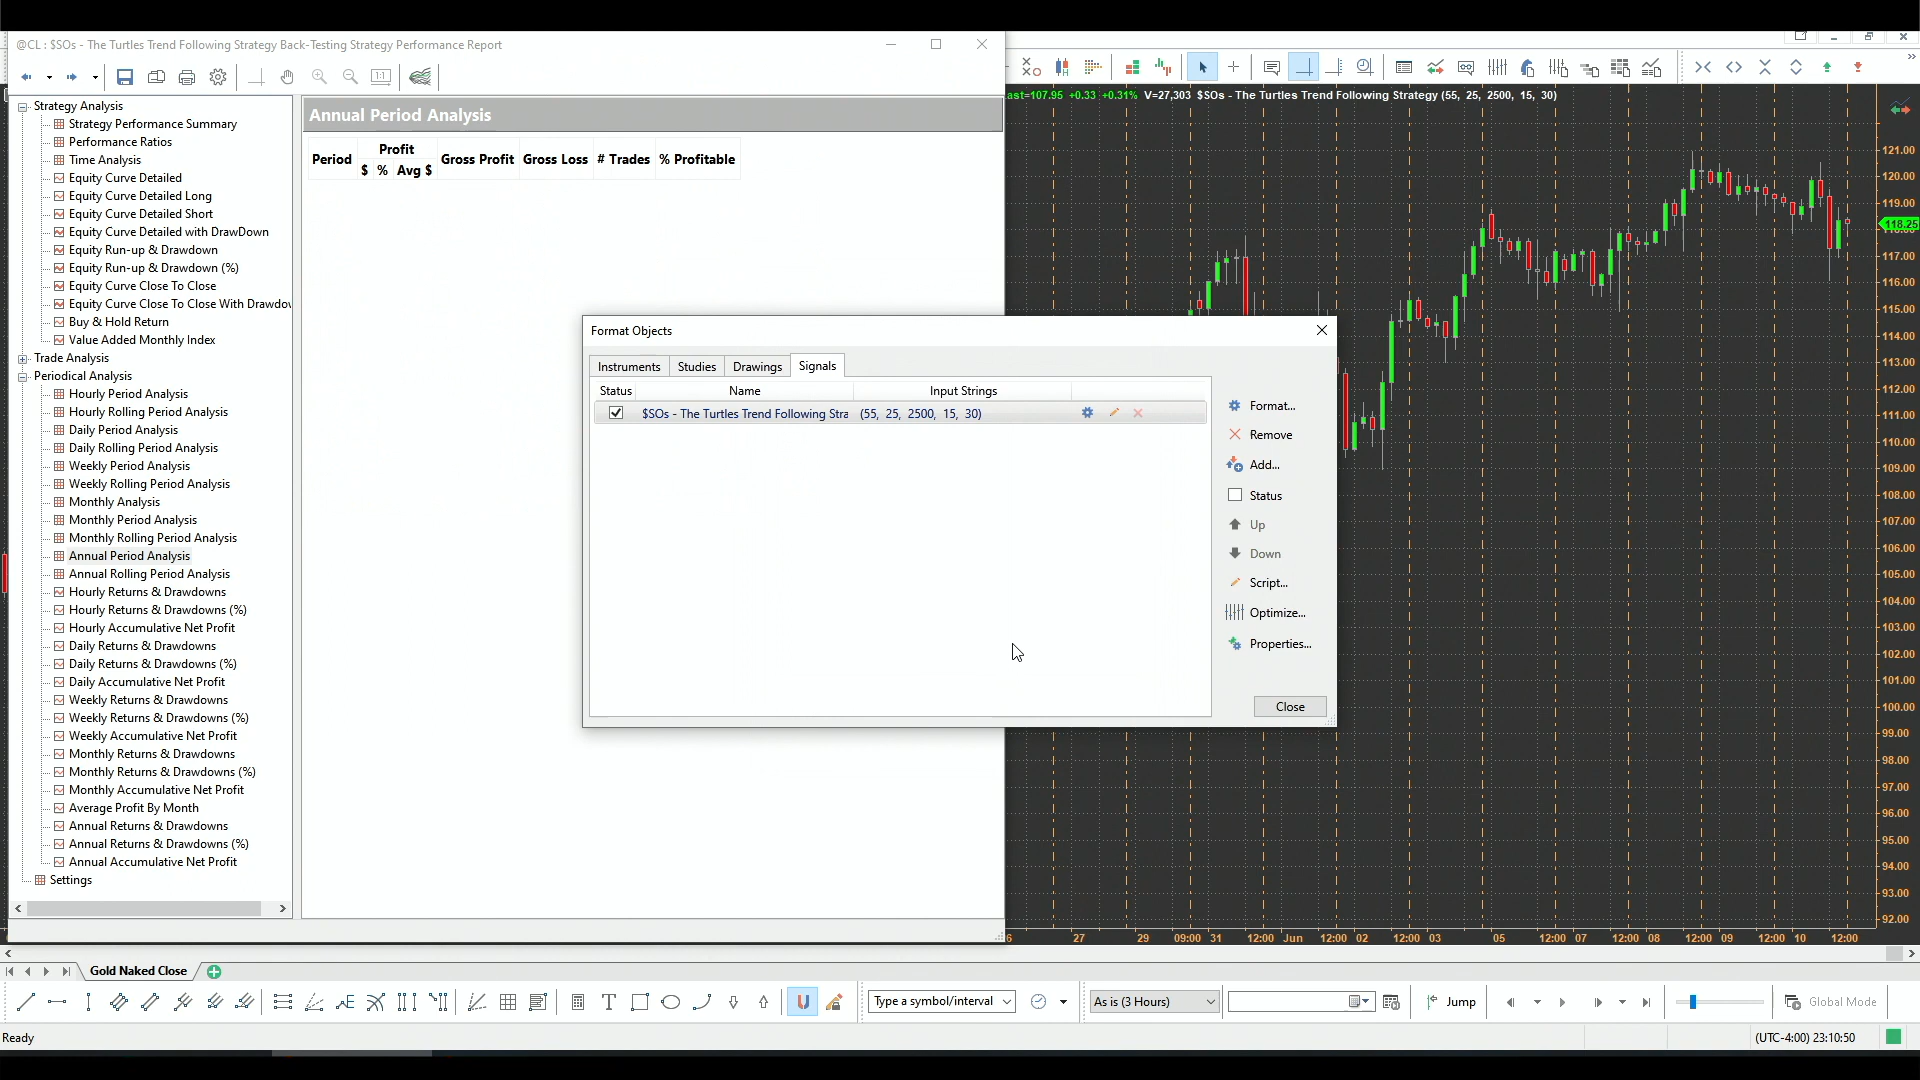 @CL : $SOs - The Turtles Trend Following Strategy Back-Testing Strategy Performance Report
1:1
Strategy Analysis
Strategy Performance Summary
Performance Ratios
Time Analysis
Equity Curve Detailed
Equity Curve Detailed Long
Equity Curve Detailed Short
Equity Curve Detailed with DrawDown
Equity Run-up & Drawdown
Equity Run-up & Drawdown (%)
Equity Curve Close To Close
Equity Curve Close To Close With Drawdov
Buy & Hold Return
Value Added Monthly Index
Trade Analysis
Periodical Analysis
Hourly Period Analysis
Hourly Rolling Period Analysis
Daily Period Analysis
Daily Rolling Period Analysis
Weekly Period Analysis
Weekly Rolling Period Analysis
Monthly Analysis
Monthly Period Analysis
Monthly Rolling Period Analysis
Annual Period Analysis
Annual Rolling Period Analysis
Hourly Returns & Drawdowns
Hourly Returns & Drawdowns (%)
Hourly Accumulative Net Profit
Daily Returns & Drawdowns
Daily Returns & Drawdowns (%)
Daily Accumulative Net Profit
Weekly Returns & Drawdowns
Weekly Returns & Drawdowns (%)
Weekly Accumulative Net Profit
Monthly Returns & Drawdowns
Monthly Returns & Drawdowns (%)
Monthly Accumulative Net Profit
Average Profit By Month
Annual Returns & Drawdowns
Annual Returns & Drawdowns (%)
Annual Accumulative Net Profit
Settings
Annual Period Analysis
Period Profit Gross Profit Gross Loss # Trades % Profitable
$ % Avg $
ast=107.95 +0.33 +0.31% V=27,303 $SOs - The Turtles Trend Following Strategy (55, 25, 2500, 15, 30)
Format Objects
Instruments Studies Drawings Signals
Status Name Input Strings
$SOs - The Turtles Trend Following Stra (55, 25, 2500, 15, 30)
Format...
Remove
Add...
Status
Up
Down
Script...
Optimize...
Properties...
Close
121.00
120.00
119.00
118.25
117.00
116.00
115.00
114.00
113.00
112.00
111.00
110.00
109.00
108.00
107.00
106.00
105.00
104.00
103.00
102.00
101.00
100.00
99.00
98.00
97.00
96.00
95.00
94.00
93.00
92.00
6 27 29 09:00 31 12:00 Jun 12:00 02 12:00 03 05 12:00 07 12:00 08 12:00 09 12:00 10 12:00
Gold Naked Close
Type a symbol/interval As is (3 Hours) Jump Global Mode
Ready (UTC-4:00) 23:10:50